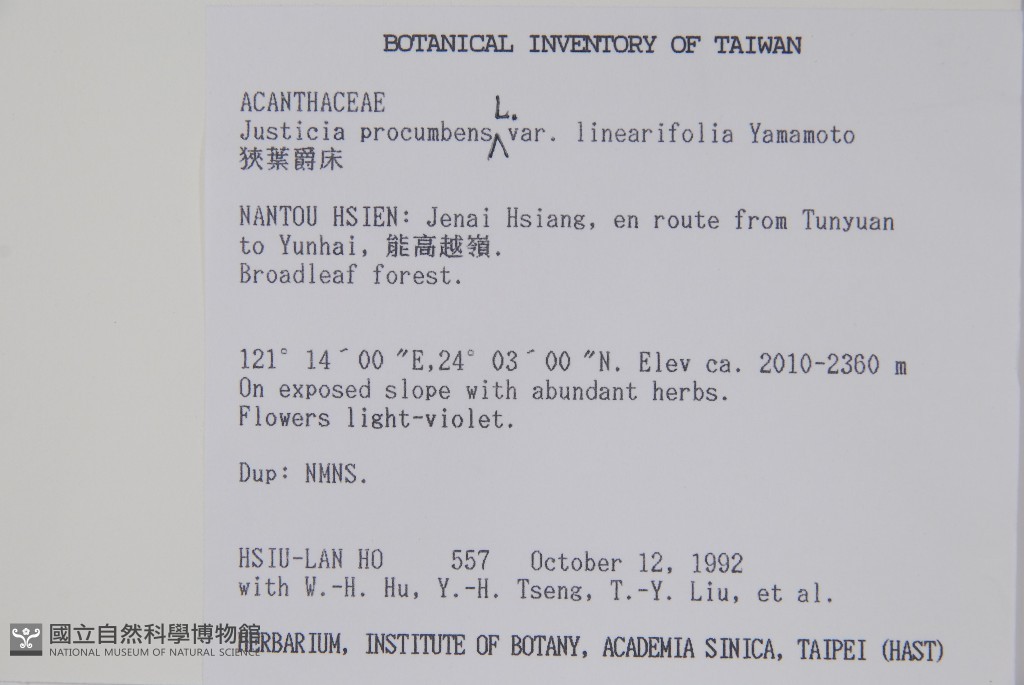 BOTANICAL INVENTORY OF TAIWAN
ACANTHACEAE
L.
Justicia procumbens var. linearifolia Yamamoto
狹葉爵床
NANTOU HSIEN: Jenai Hsiang, en route from Tunyuan
to Yunhai, 能高越嶺.
Broadleaf forest.
121° 14´00 ″E,24° 03´00 ″N. Elev ca. 2010-2360 m
On exposed slope with abundant herbs.
Flowers light-violet.
Dup: NMNS.
HSIU-LAN HO 557 October 12, 1992
with W.-H. Hu, Y.-H. Tseng, T.-Y. Liu, et al.
HERBARIUM, INSTITUTE OF BOTANY, ACADEMIA SINICA, TAIPEI (HAST)
國立自然科學博物館
NATIONAL MUSEUM OF NATURAL SCIENCE